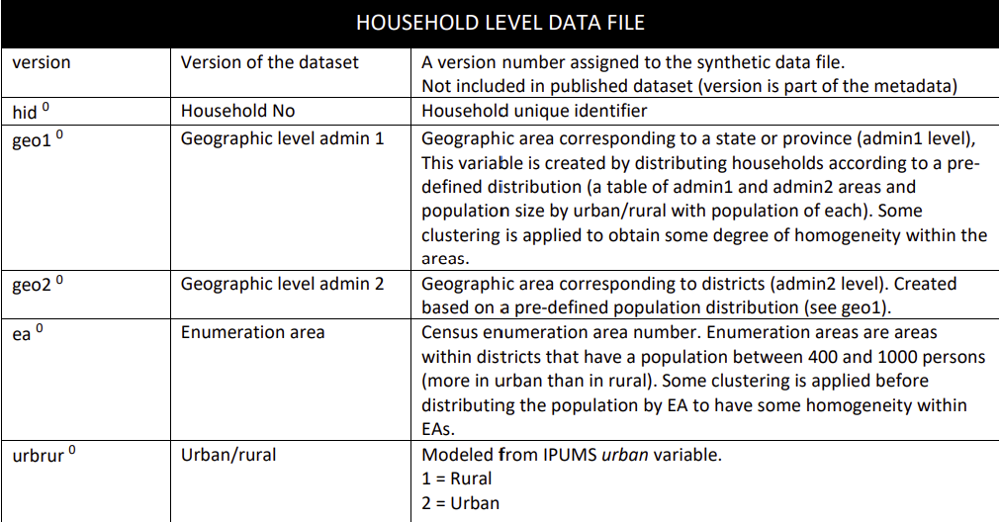 HOUSEHOLD LEVEL DATA FILE
version Version of the dataset A version number assigned to the synthetic data file.
Not included in published dataset (version is part of the metadata)
hid 0 Household No Household unique identifier
geo1 0 Geographic level admin 1 Geographic area corresponding to a state or province (admin1 level),
This variable is created by distributing households according to a pre-
defined distribution (a table of admin1 and admin2 areas and
population size by urban/rural with population of each). Some
clustering is applied to obtain some degree of homogeneity within the
areas.
geo2 0 Geographic level admin 2 Geographic area corresponding to districts (admin2 level). Created
based on a pre-defined population distribution (see geo1).
ea 0 Enumeration area Census enumeration area number. Enumeration areas are areas
within districts that have a population between 400 and 1000 persons
(more in urban than in rural). Some clustering is applied before
distributing the population by EA to have some homogeneity within
EAs.
urbrur 0 Urban/rural Modeled from IPUMS urban variable.
1 = Rural
2 = Urban